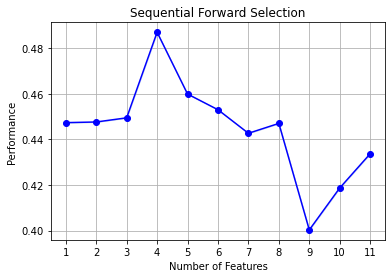 Sequential Forward Selection
Performance
0.48
0.46
0.44
0.42
0.40
1 2 3 4 5 6 7 8 9 10 11
Number of Features